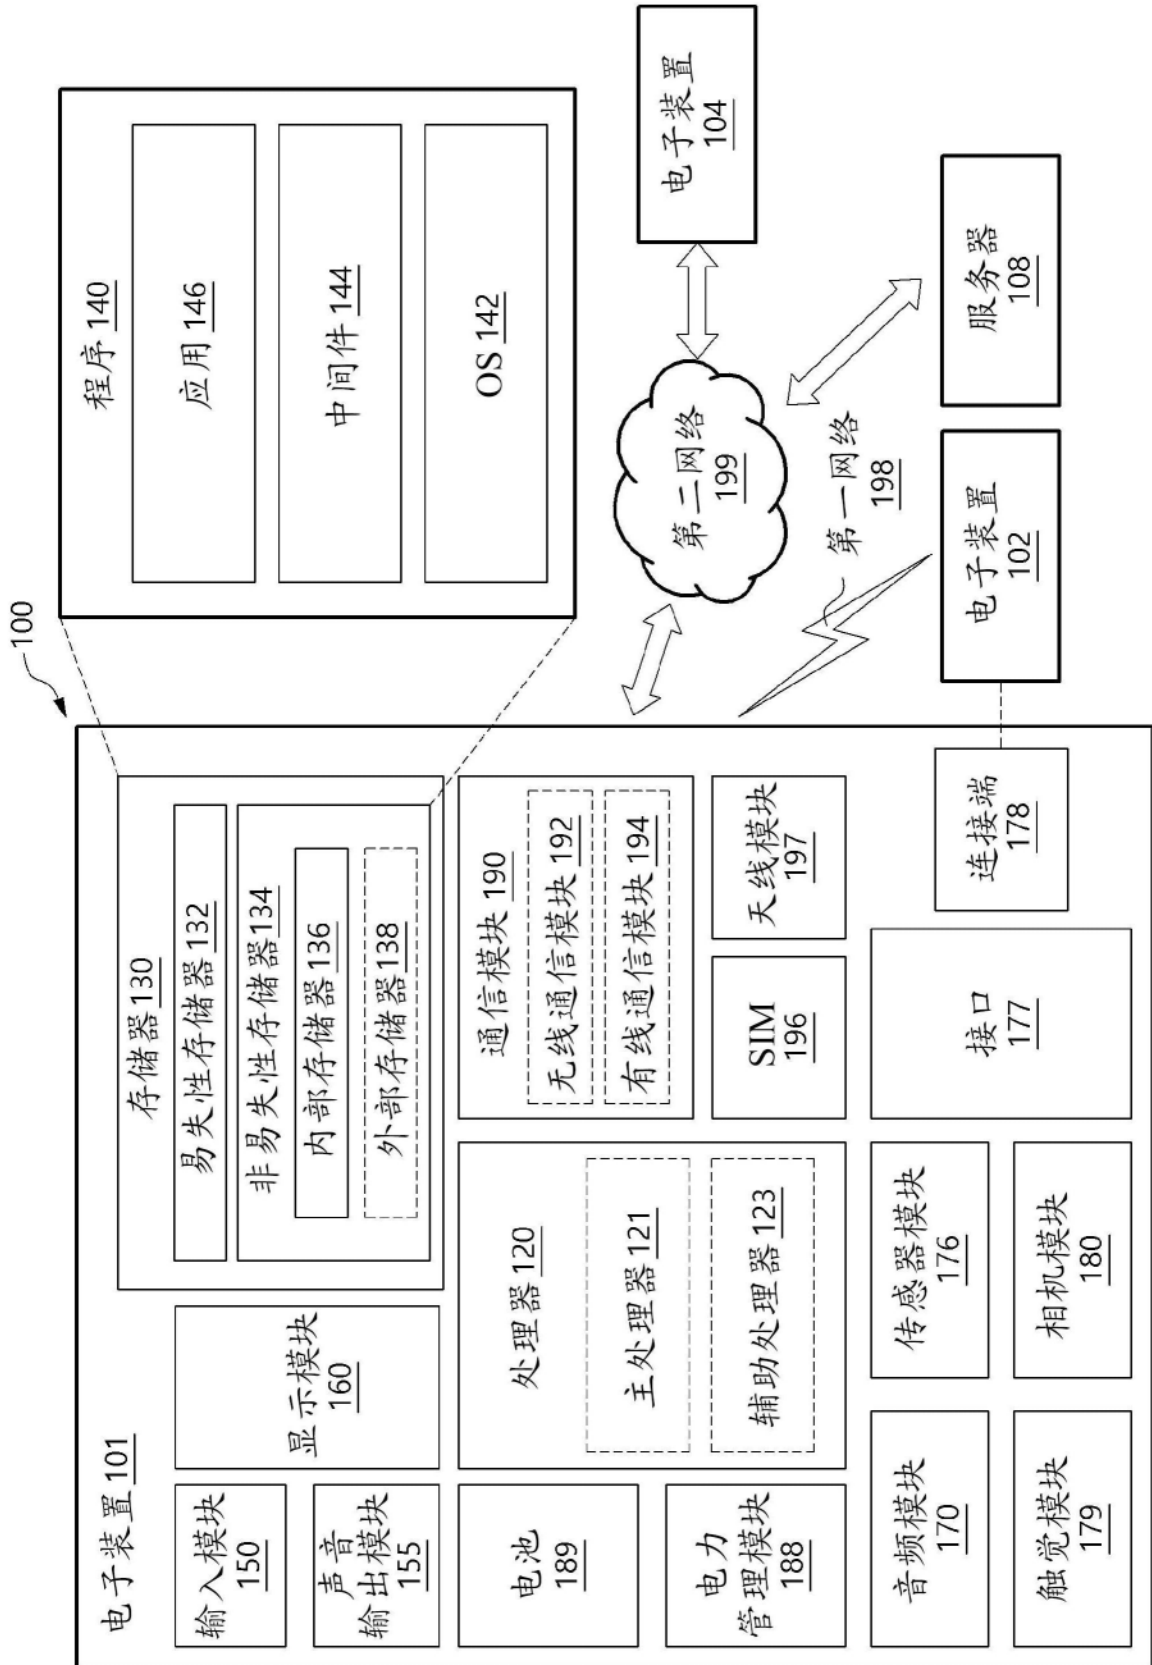 100
电子装置 101
输入模块
150
声音
输出模块
155
显示模块
160
存储器 130
易失性存储器 132
非易失性存储器 134
内部存储器 136
外部存储器 138
程序 140
应用 146
中间件 144
OS 142
电池
189
电力
管理模块
188
处理器 120
主处理器 121
辅助处理器 123
通信模块 190
无线通信模块 192
有线通信模块 194
SIM
196
天线模块
197
第二网络
199
电子装置
104
第一网络
198
音频模块
170
传感器模块
176
接口
177
连接端
178
电子装置
102
服务器
108
触觉模块
179
相机模块
180